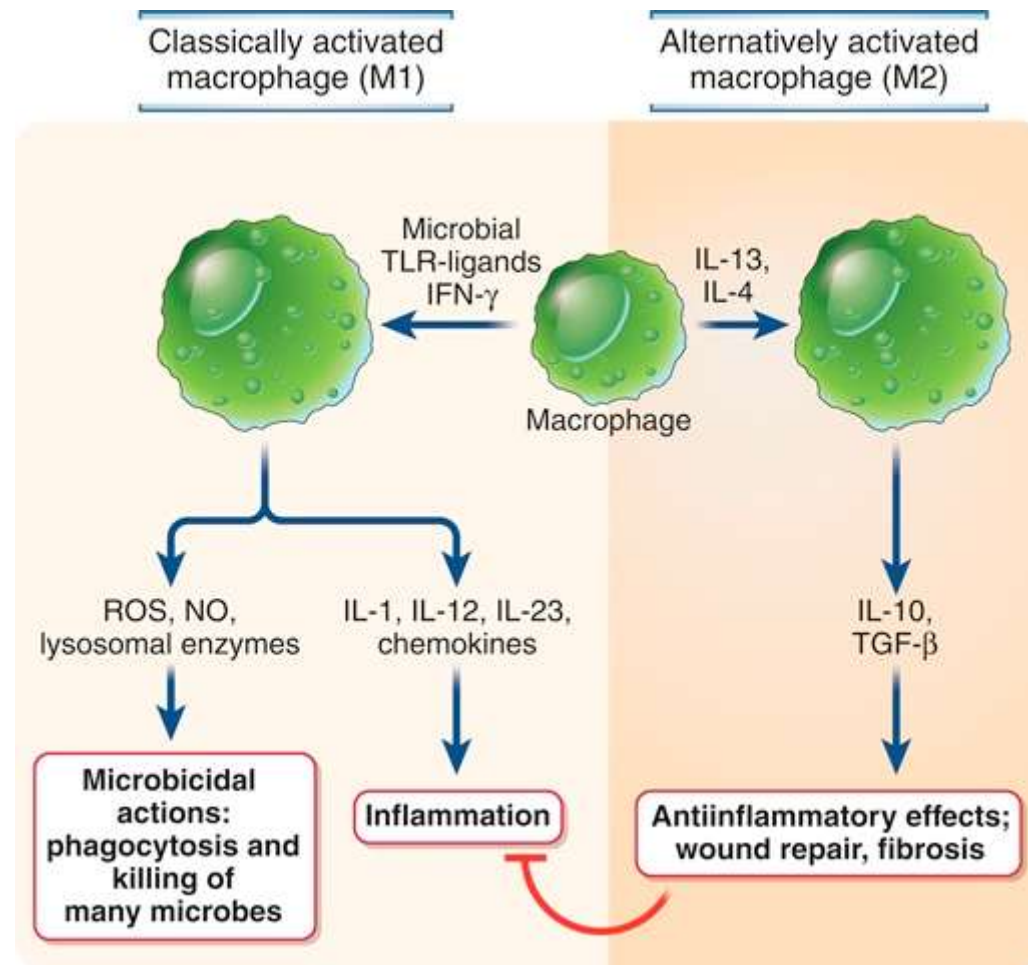 Classically activated
macrophage (M1)
Alternatively activated
macrophage (M2)
Microbial
TLR-ligands
IFN-γ
IL-13,
IL-4
Macrophage
ROS, NO,
lysosomal enzymes
IL-1, IL-12, IL-23,
chemokines
IL-10,
TGF-β
Microbicidal
actions:
phagocytosis and
killing of
many microbes
Inflammation
Antiinflammatory effects;
wound repair, fibrosis